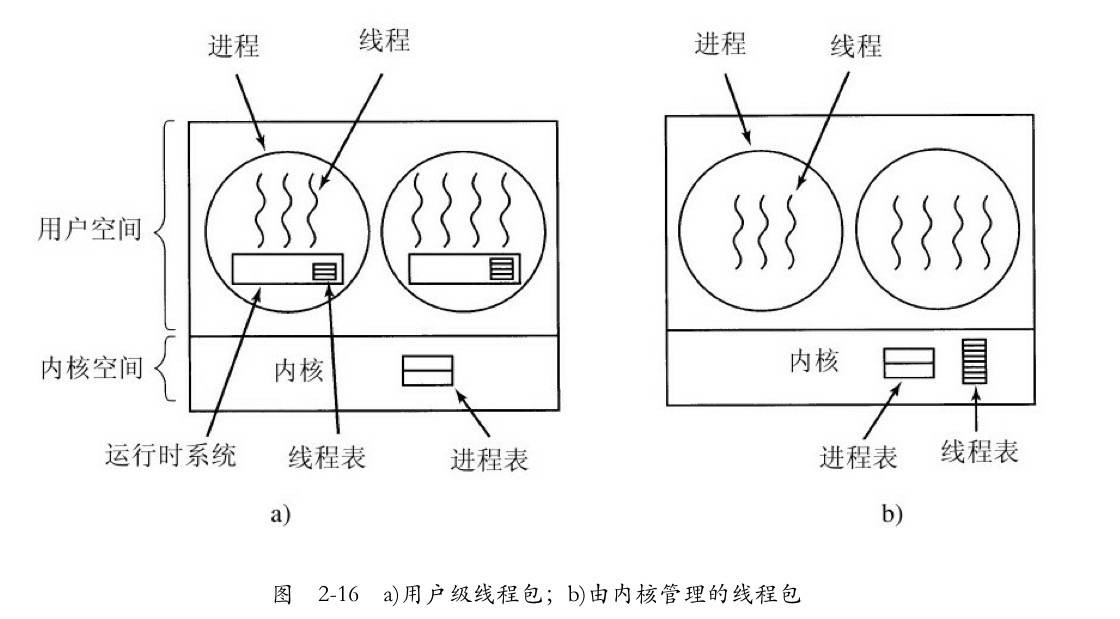 进程
线程
进程
线程
用户空间
内核空间
内核
内核
运行时系统
线程表
进程表
进程表
线程表
a)
b)
图 2-16 a)用户级线程包；b)由内核管理的线程包